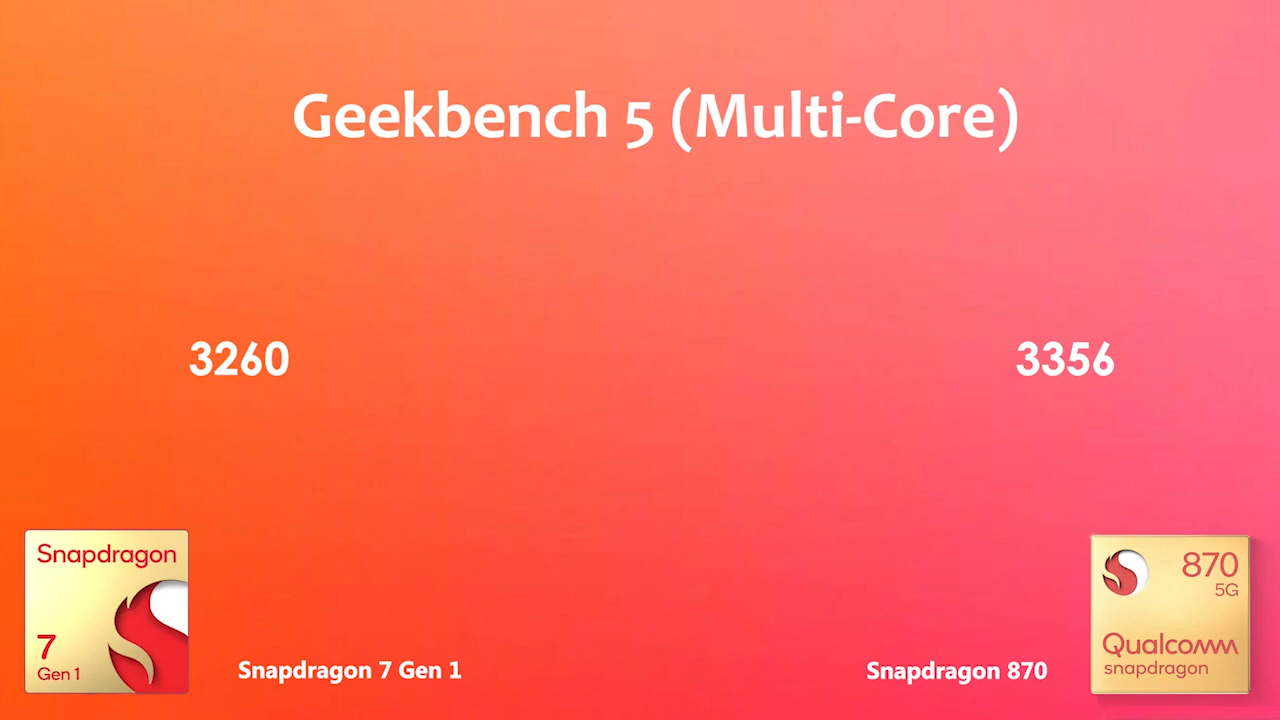 Geekbench 5 (Multi-Core)
3260
3356
Snapdragon
7
Gen 1
Snapdragon 7 Gen 1
Snapdragon 870
870
5G
Qualcomm
snapdragon